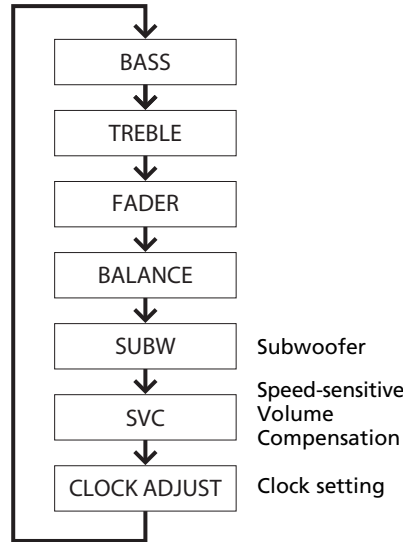 BASS
TREBLE
FADER
BALANCE
SUBW
Subwoofer
SVC
Speed-sensitive
Volume
Compensation
CLOCK ADJUST
Clock setting